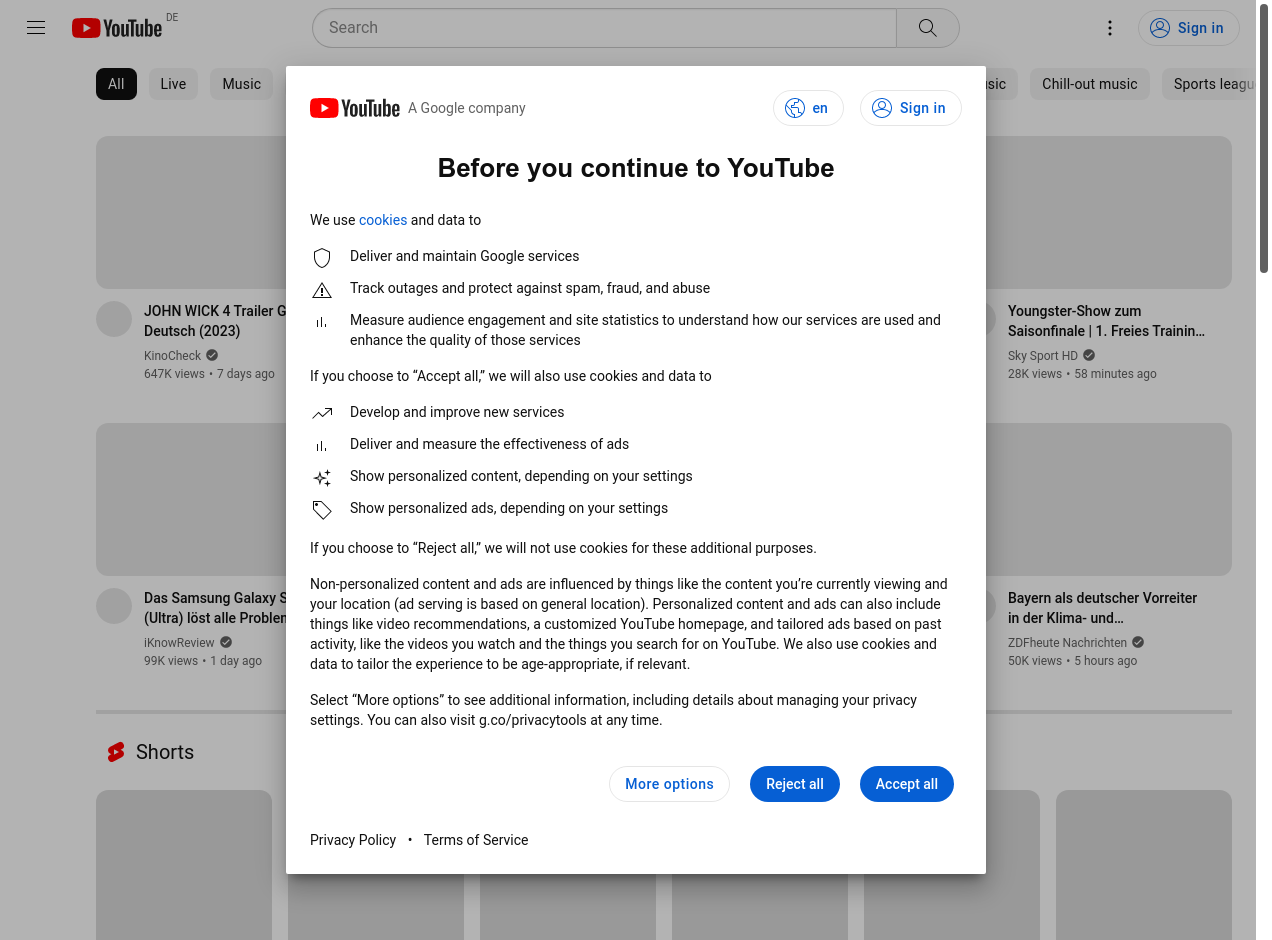 YouTube DE
Search
Sign in
All
Live
Music
Chill-out music
YouTube A Google company
en
Sign in
Before you continue to YouTube
We use cookies and data to
Deliver and maintain Google services
Track outages and protect against spam, fraud, and abuse
Measure audience engagement and site statistics to understand how our services are used and
enhance the quality of those services
If you choose to “Accept all,” we will also use cookies and data to
Develop and improve new services
Deliver and measure the effectiveness of ads
Show personalized content, depending on your settings
Show personalized ads, depending on your settings
If you choose to “Reject all,” we will not use cookies for these additional purposes.
Non-personalized content and ads are influenced by things like the content you’re currently viewing and
your location (ad serving is based on general location). Personalized content and ads can also include
things like video recommendations, a customized YouTube homepage, and tailored ads based on past
activity, like the videos you watch and the things you search for on YouTube. We also use cookies and
data to tailor the experience to be age-appropriate, if relevant.
Select “More options” to see additional information, including details about managing your privacy
settings. You can also visit g.co/privacytools at any time.
More options
Reject all
Accept all
Privacy Policy • Terms of Service
JOHN WICK 4 Trailer G
Deutsch (2023)
KinoCheck
647K views • 7 days ago
Youngster-Show zum
Saisonfinale | 1. Freies Trainin…
Sky Sport HD
28K views • 58 minutes ago
Das Samsung Galaxy S
(Ultra) löst alle Problem
iKnowReview
99K views • 1 day ago
Bayern als deutscher Vorreiter
in der Klima- und…
ZDFheute Nachrichten
50K views • 5 hours ago
Shorts